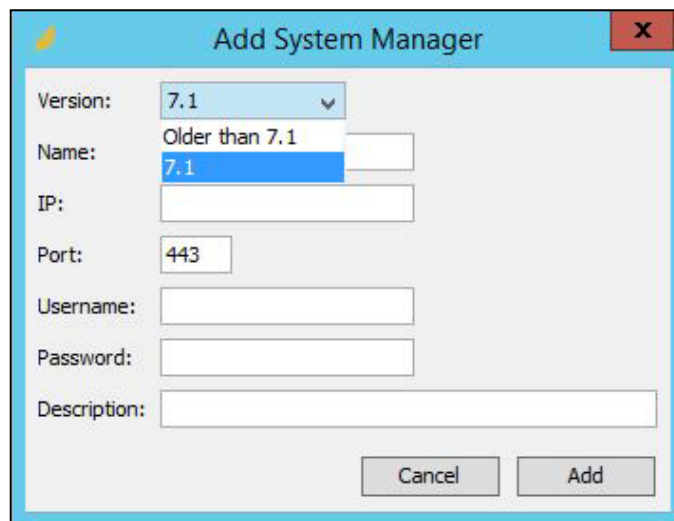 Add System Manager
x
Version: 7.1
Older than 7.1
Name:
7.1
IP:
Port: 443
Username:
Password:
Description:
Cancel Add